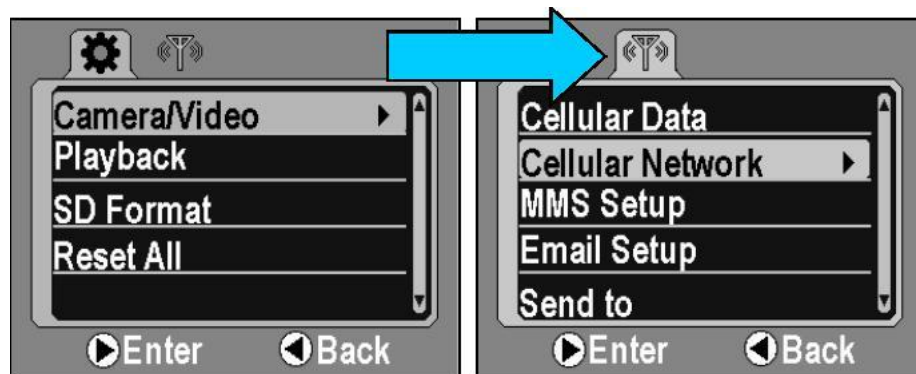 Camera/Video
Playback
SD Format
Reset All
Enter Back
Cellular Data
Cellular Network
MMS Setup
Email Setup
Send to
Enter Back